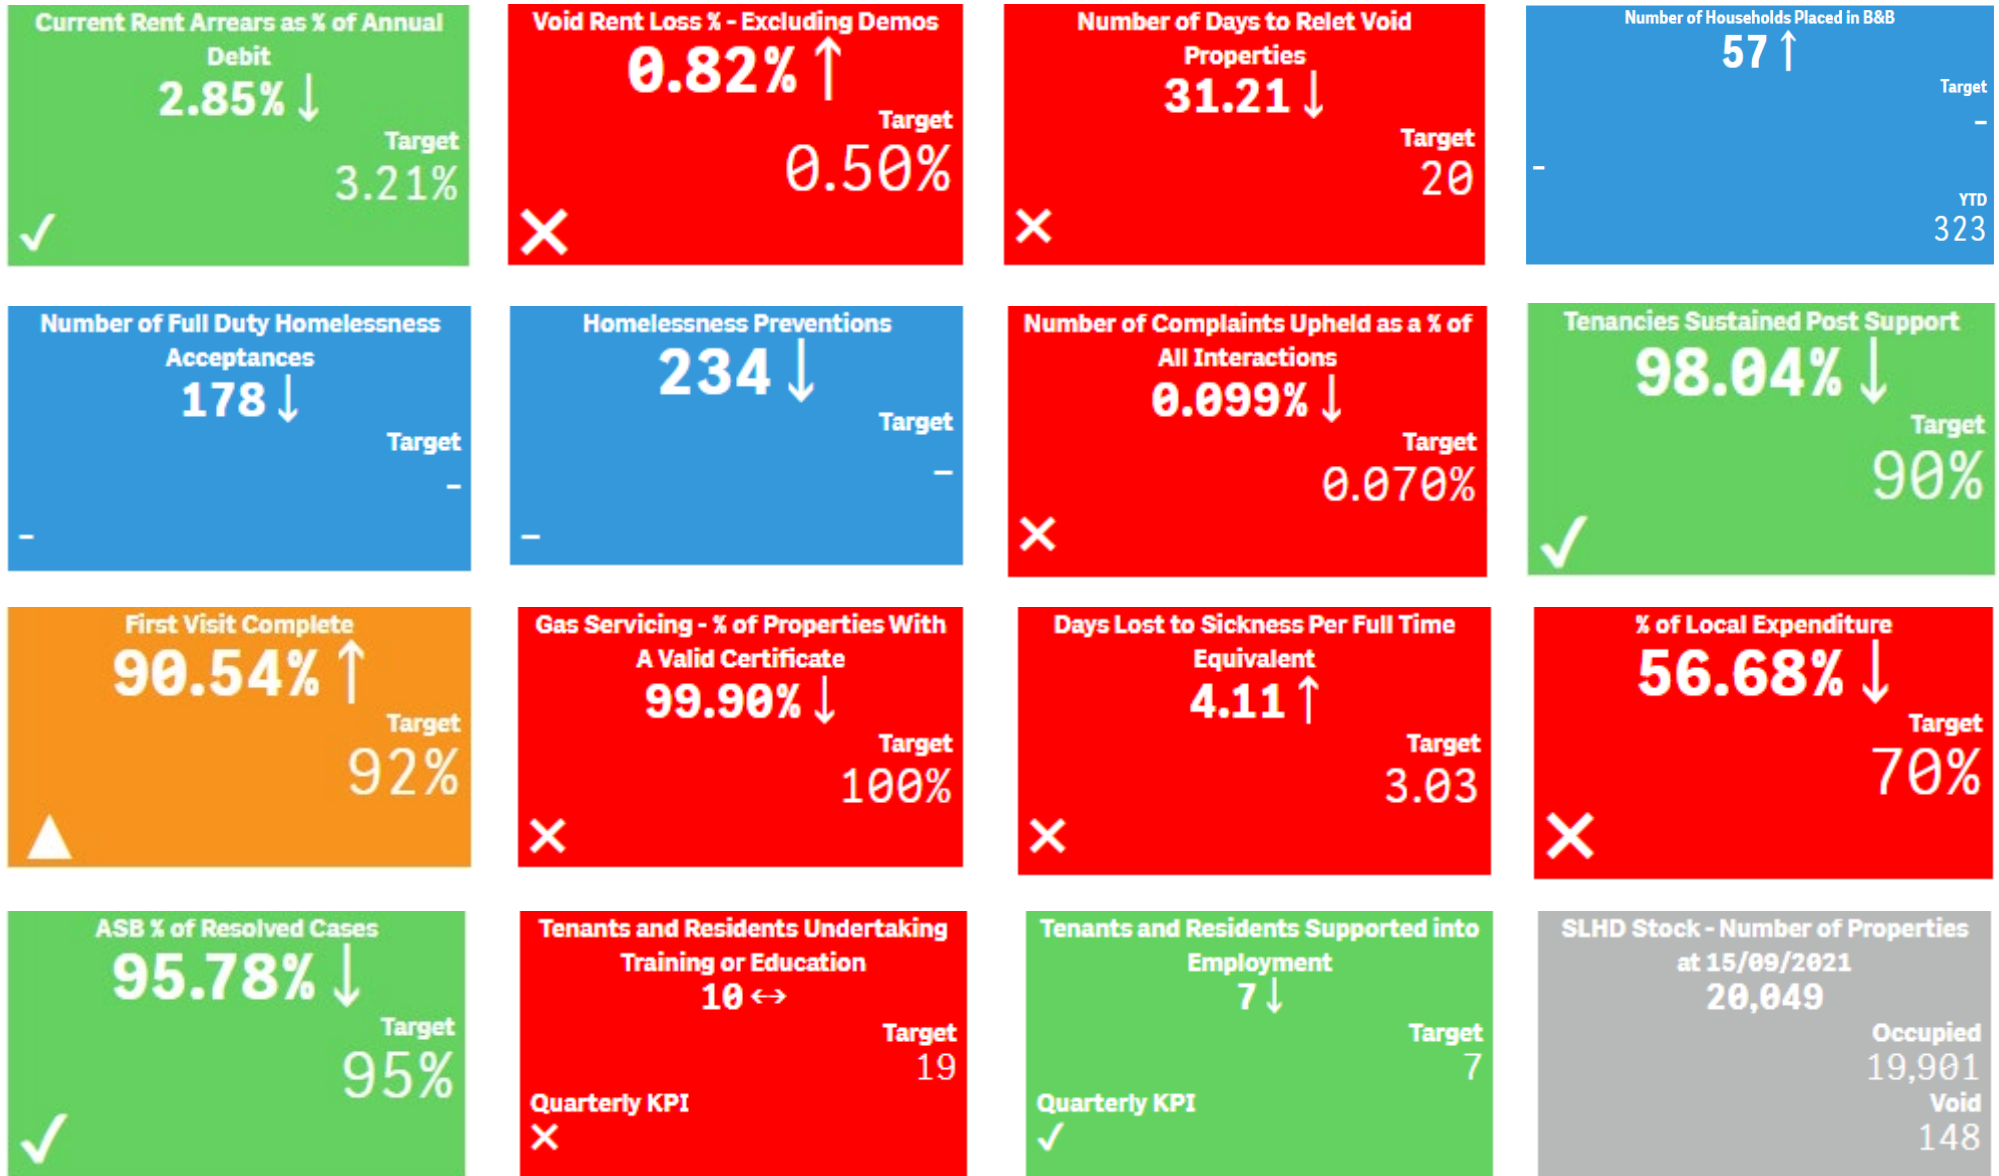 Current Rent Arrears as % of Annual
Debit
2.85% ↓
Target
3.21%
✓
Void Rent Loss % - Excluding Demos
0.82% ↑
Target
0.50%
✕
Number of Days to Relet Void
Properties
31.21 ↓
Target
20
✕
Number of Households Placed in B&B
57 ↑
Target
–
–
YTD
323
Number of Full Duty Homelessness
Acceptances
178 ↓
Target
–
–
Homelessness Preventions
234 ↓
Target
–
–
Number of Complaints Upheld as a % of
All Interactions
0.099% ↓
Target
0.070%
✕
Tenancies Sustained Post Support
98.04% ↓
Target
90%
✓
First Visit Complete
90.54% ↑
Target
92%
▲
Gas Servicing - % of Properties With
A Valid Certificate
99.90% ↓
Target
100%
✕
Days Lost to Sickness Per Full Time
Equivalent
4.11 ↑
Target
3.03
✕
% of Local Expenditure
56.68% ↓
Target
70%
✕
ASB % of Resolved Cases
95.78% ↓
Target
95%
✓
Tenants and Residents Undertaking
Training or Education
10 ↔
Target
19
Quarterly KPI
✕
Tenants and Residents Supported into
Employment
7 ↓
Target
7
Quarterly KPI
✓
SLHD Stock - Number of Properties
at 15/09/2021
20,049
Occupied
19,901
Void
148